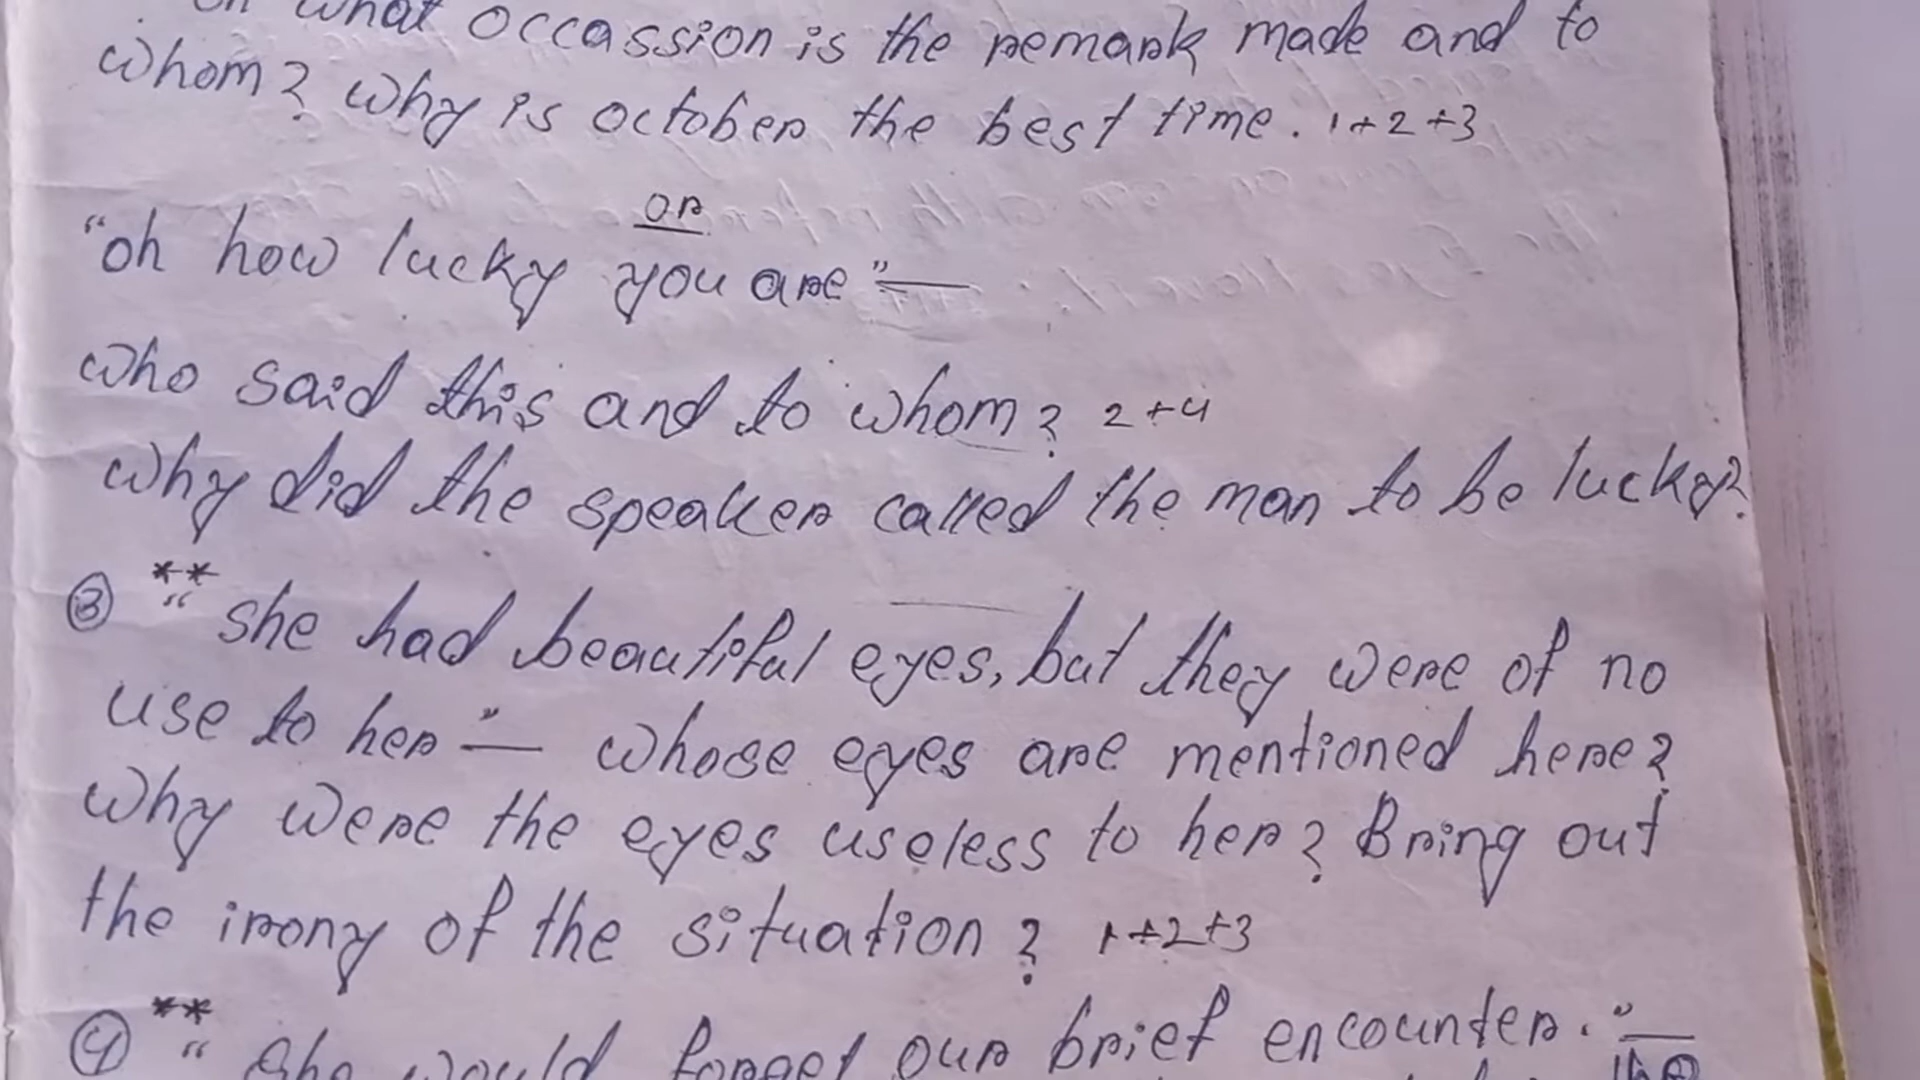 on what occassion is the remark made and to
whom? why is october the best time. 1+2+3
or
"oh how lucky you are"—
who said this and to whom? 2+4
why did the speaker called the man to be lucky?
③ ** "she had beautiful eyes, but they were of no
use to her"— whose eyes are mentioned here?
why were the eyes useless to her? Bring out
the irony of the situation? 1+2+3
④ ** "She would forget our brief encounter."—